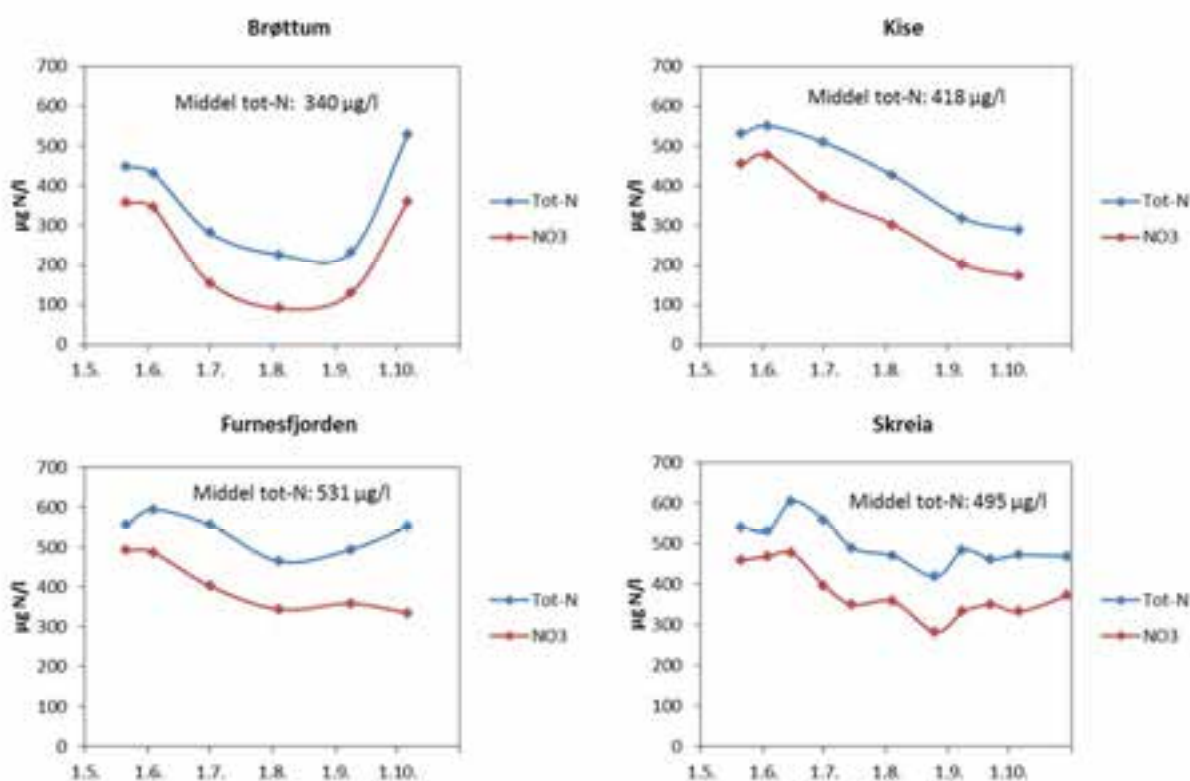 Brøttum
Middel tot-N: 340 µg/l
µg N/l
700
600
500
400
300
200
100
0
1.5. 1.6. 1.7. 1.8. 1.9. 1.10.
Tot-N
NO3
Kise
Middel tot-N: 418 µg/l
µg N/l
700
600
500
400
300
200
100
0
1.5. 1.6. 1.7. 1.8. 1.9. 1.10.
Tot-N
NO3
Furnesfjorden
Middel tot-N: 531 µg/l
µg N/l
700
600
500
400
300
200
100
0
1.5. 1.6. 1.7. 1.8. 1.9. 1.10.
Tot-N
NO3
Skreia
Middel tot-N: 495 µg/l
µg N/l
700
600
500
400
300
200
100
0
1.5. 1.6. 1.7. 1.8. 1.9. 1.10.
Tot-N
NO3